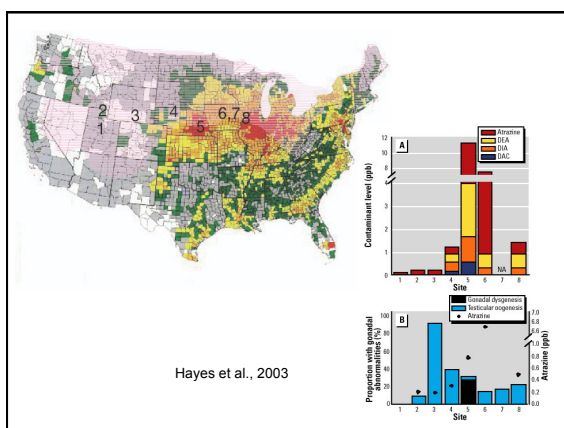 2
1
3
4
5
6,7
8
A
Atrazine
DEA
DIA
DAC
Contaminant level (ppb)
12
10
8
6
4
3
2
1
0
NA
1 2 3 4 5 6 7 8
Site
B
Gonadal dysgenesis
Testicular oogenesis
Atrazine
Proportion with gonadal
abnormalities (%)
100
80
60
40
20
0
Atrazine (ppb)
7.0
6.8
6.6
1.0
0.8
0.6
0.4
0.2
0.0
1 2 3 4 5 6 7 8
Site
Hayes et al., 2003